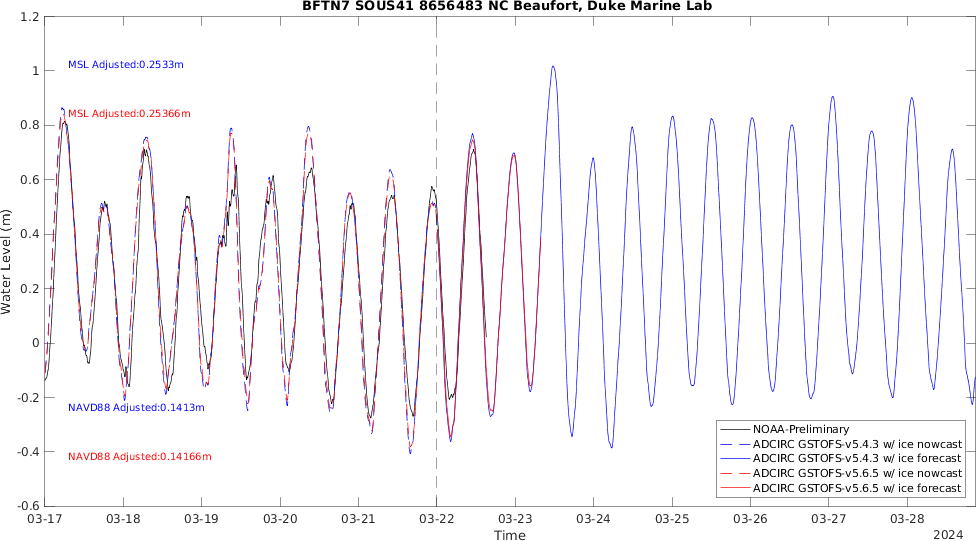 BFTN7 SOUS41 8656483 NC Beaufort, Duke Marine Lab
1.2
1
0.8
0.6
0.4
0.2
0
-0.2
-0.4
-0.6
Water Level (m)
MSL Adjusted:0.2533m
MSL Adjusted:0.25366m
NAVD88 Adjusted:0.1413m
NAVD88 Adjusted:0.14166m
NOAA-Preliminary
ADCIRC GSTOFS-v5.4.3 w/ ice nowcast
ADCIRC GSTOFS-v5.4.3 w/ ice forecast
ADCIRC GSTOFS-v5.6.5 w/ ice nowcast
ADCIRC GSTOFS-v5.6.5 w/ ice forecast
03-17 03-18 03-19 03-20 03-21 03-22 03-23 03-24 03-25 03-26 03-27 03-28
Time
2024